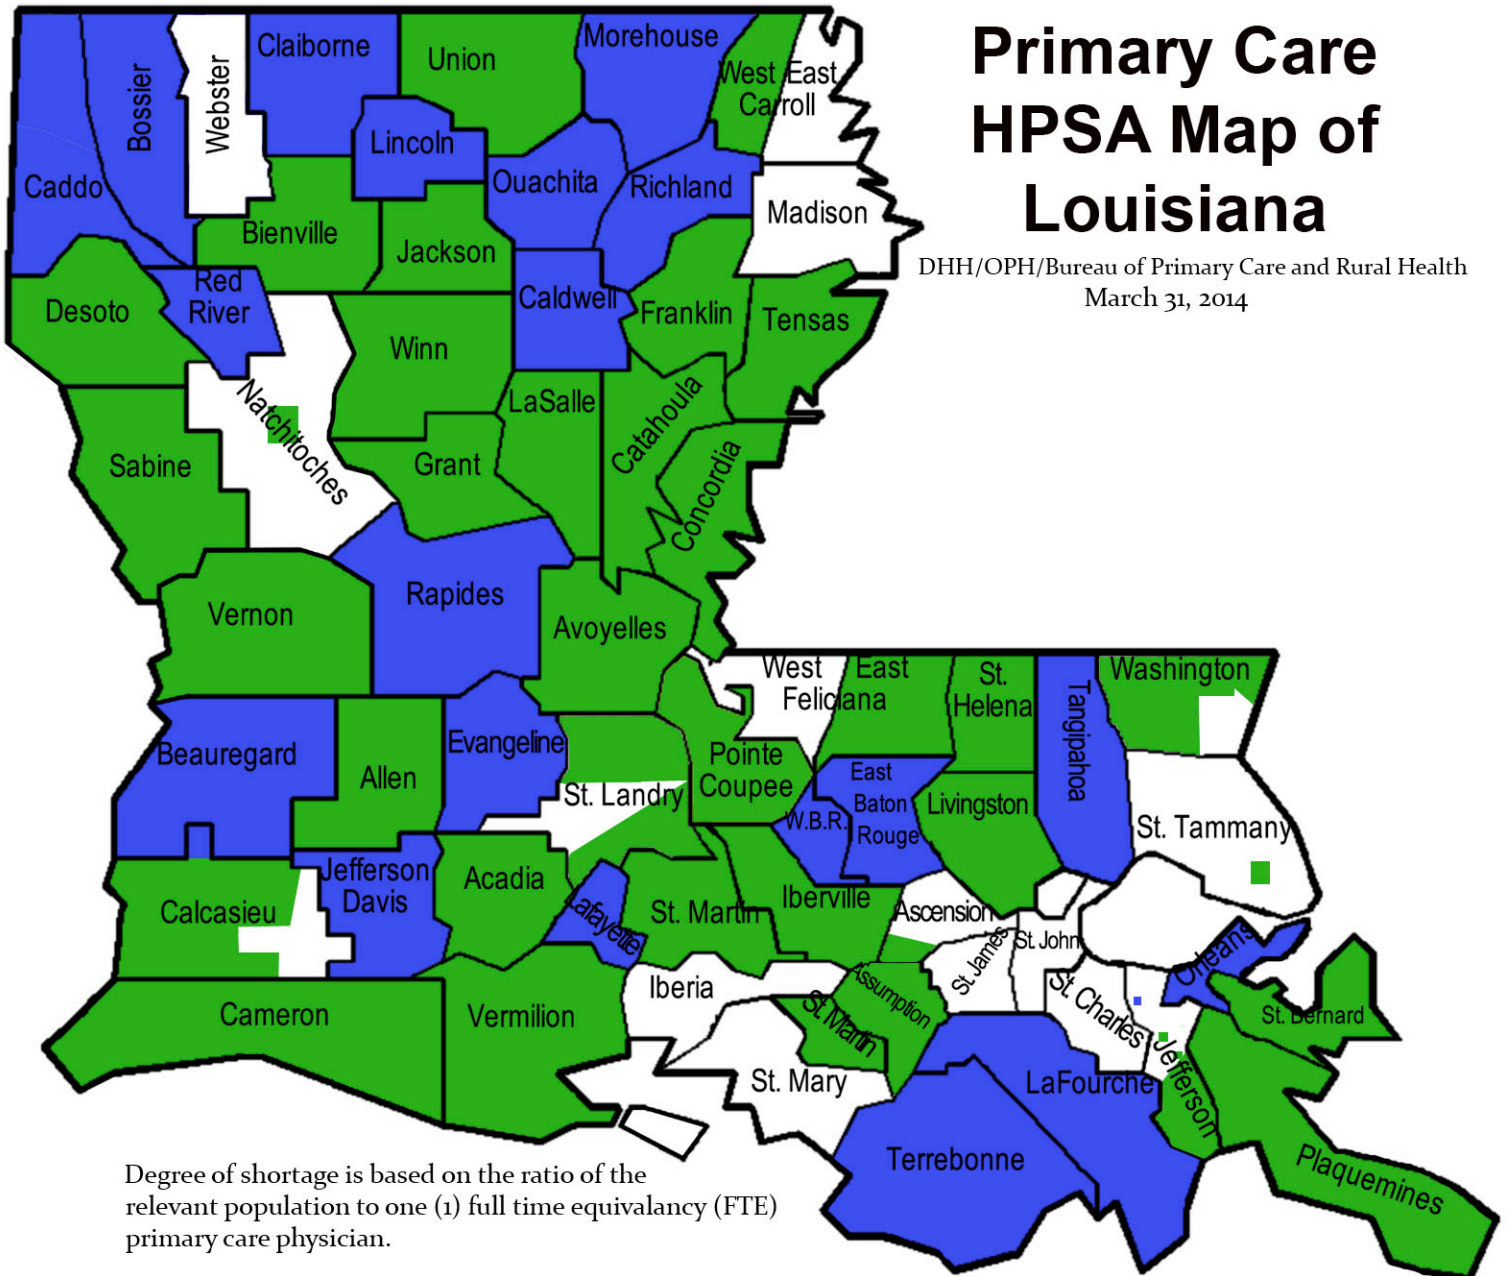 Primary Care
HPSA Map of
Louisiana
DHH/OPH/Bureau of Primary Care and Rural Health
March 31, 2014
Caddo
Bossier
Webster
Claiborne
Union
Morehouse
West
Carroll
East
Lincoln
Ouachita
Richland
Madison
Bienville
Jackson
Desoto
Red
River
Caldwell
Franklin
Tensas
Winn
Natchitoches
LaSalle
Catahoula
Concordia
Sabine
Grant
Vernon
Rapides
Avoyelles
West
Feliciana
East
St.
Helena
Tangipahoa
Washington
Beauregard
Allen
Evangeline
St. Landry
Pointe
Coupee
W.B.R.
East
Baton
Rouge
Livingston
St. Tammany
Calcasieu
Jefferson
Davis
Acadia
Lafayette
St. Martin
Iberville
Ascension
St James
St. John
Orleans
Cameron
Vermilion
Iberia
St Martin
Assumption
St Charles
Jefferson
St. Bernard
St. Mary
LaFourche
Terrebonne
Plaquemines
Degree of shortage is based on the ratio of the
relevant population to one (1) full time equivalancy (FTE)
primary care physician.